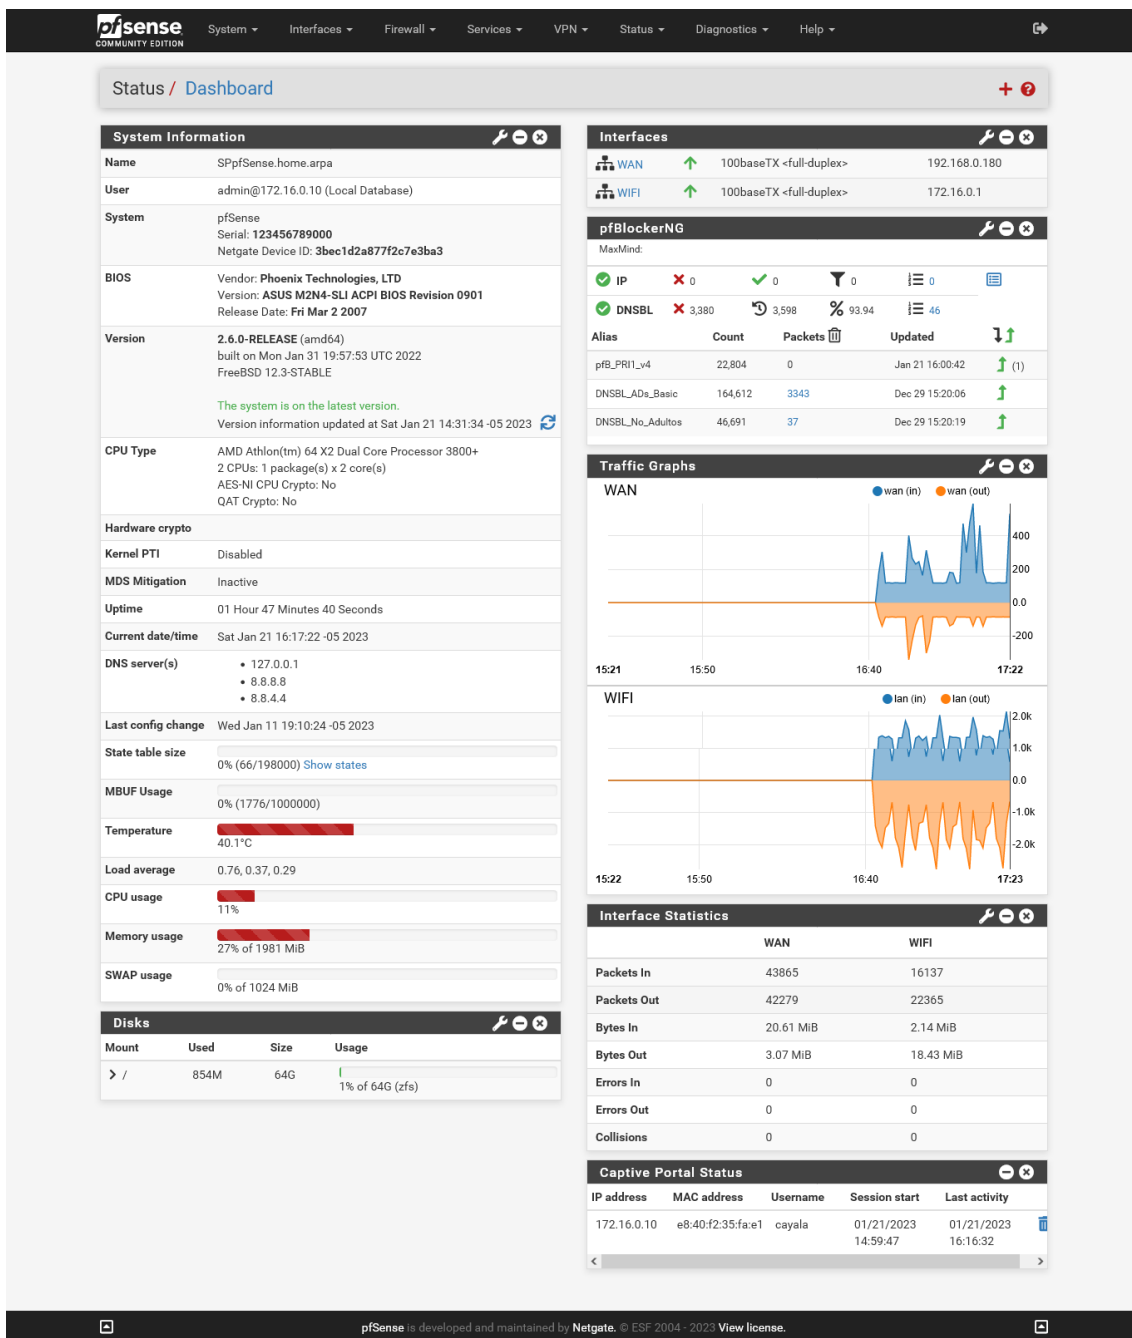 pfsense
COMMUNITY EDITION
System Interfaces Firewall Services VPN Status Diagnostics Help
Status / Dashboard
System Information
Name SPpfSense.home.arpa
User admin@172.16.0.10 (Local Database)
System pfSense
Serial: 123456789000
Netgate Device ID: 3bec1d2a877f2c7e3ba3
BIOS Vendor: Phoenix Technologies, LTD
Version: ASUS M2N4-SLI ACPI BIOS Revision 0901
Release Date: Fri Mar 2 2007
Version 2.6.0-RELEASE (amd64)
built on Mon Jan 31 19:57:53 UTC 2022
FreeBSD 12.3-STABLE
The system is on the latest version.
Version information updated at Sat Jan 21 14:31:34 -05 2023
CPU Type AMD Athlon(tm) 64 X2 Dual Core Processor 3800+
2 CPUs: 1 package(s) x 2 core(s)
AES-NI CPU Crypto: No
QAT Crypto: No
Hardware crypto
Kernel PTI Disabled
MDS Mitigation Inactive
Uptime 01 Hour 47 Minutes 40 Seconds
Current date/time Sat Jan 21 16:17:22 -05 2023
DNS server(s) • 127.0.0.1
• 8.8.8.8
• 8.8.4.4
Last config change Wed Jan 11 19:10:24 -05 2023
State table size
0% (66/198000) Show states
MBUF Usage
0% (1776/1000000)
Temperature
40.1°C
Load average 0.76, 0.37, 0.29
CPU usage
11%
Memory usage
27% of 1981 MiB
SWAP usage
0% of 1024 MiB
Disks
Mount Used Size Usage
/ 854M 64G
1% of 64G (zfs)
Interfaces
WAN 100baseTX <full-duplex> 192.168.0.180
WIFI 100baseTX <full-duplex> 172.16.0.1
pfBlockerNG
MaxMind:
IP 0 0 0 0
DNSBL 3,380 3,598 % 93.94 46
Alias Count Packets Updated
pfB_PRI1_v4 22,804 0 Jan 21 16:00:42 (1)
DNSBL_ADs_Basic 164,612 3343 Dec 29 15:20:06
DNSBL_No_Adultos 46,691 37 Dec 29 15:20:19
Traffic Graphs
WAN wan (in) wan (out)
400
200
0.0
-200
15:21 15:50 16:40 17:22
WIFI lan (in) lan (out)
2.0k
1.0k
0.0
-1.0k
-2.0k
15:22 15:50 16:40 17:23
Interface Statistics
WAN WIFI
Packets In 43865 16137
Packets Out 42279 22365
Bytes In 20.61 MiB 2.14 MiB
Bytes Out 3.07 MiB 18.43 MiB
Errors In 0 0
Errors Out 0 0
Collisions 0 0
Captive Portal Status
IP address MAC address Username Session start Last activity
172.16.0.10 e8:40:f2:35:fa:e1 cayala 01/21/2023 01/21/2023
14:59:47 16:16:32
pfSense is developed and maintained by Netgate. © ESF 2004 - 2023 View license.